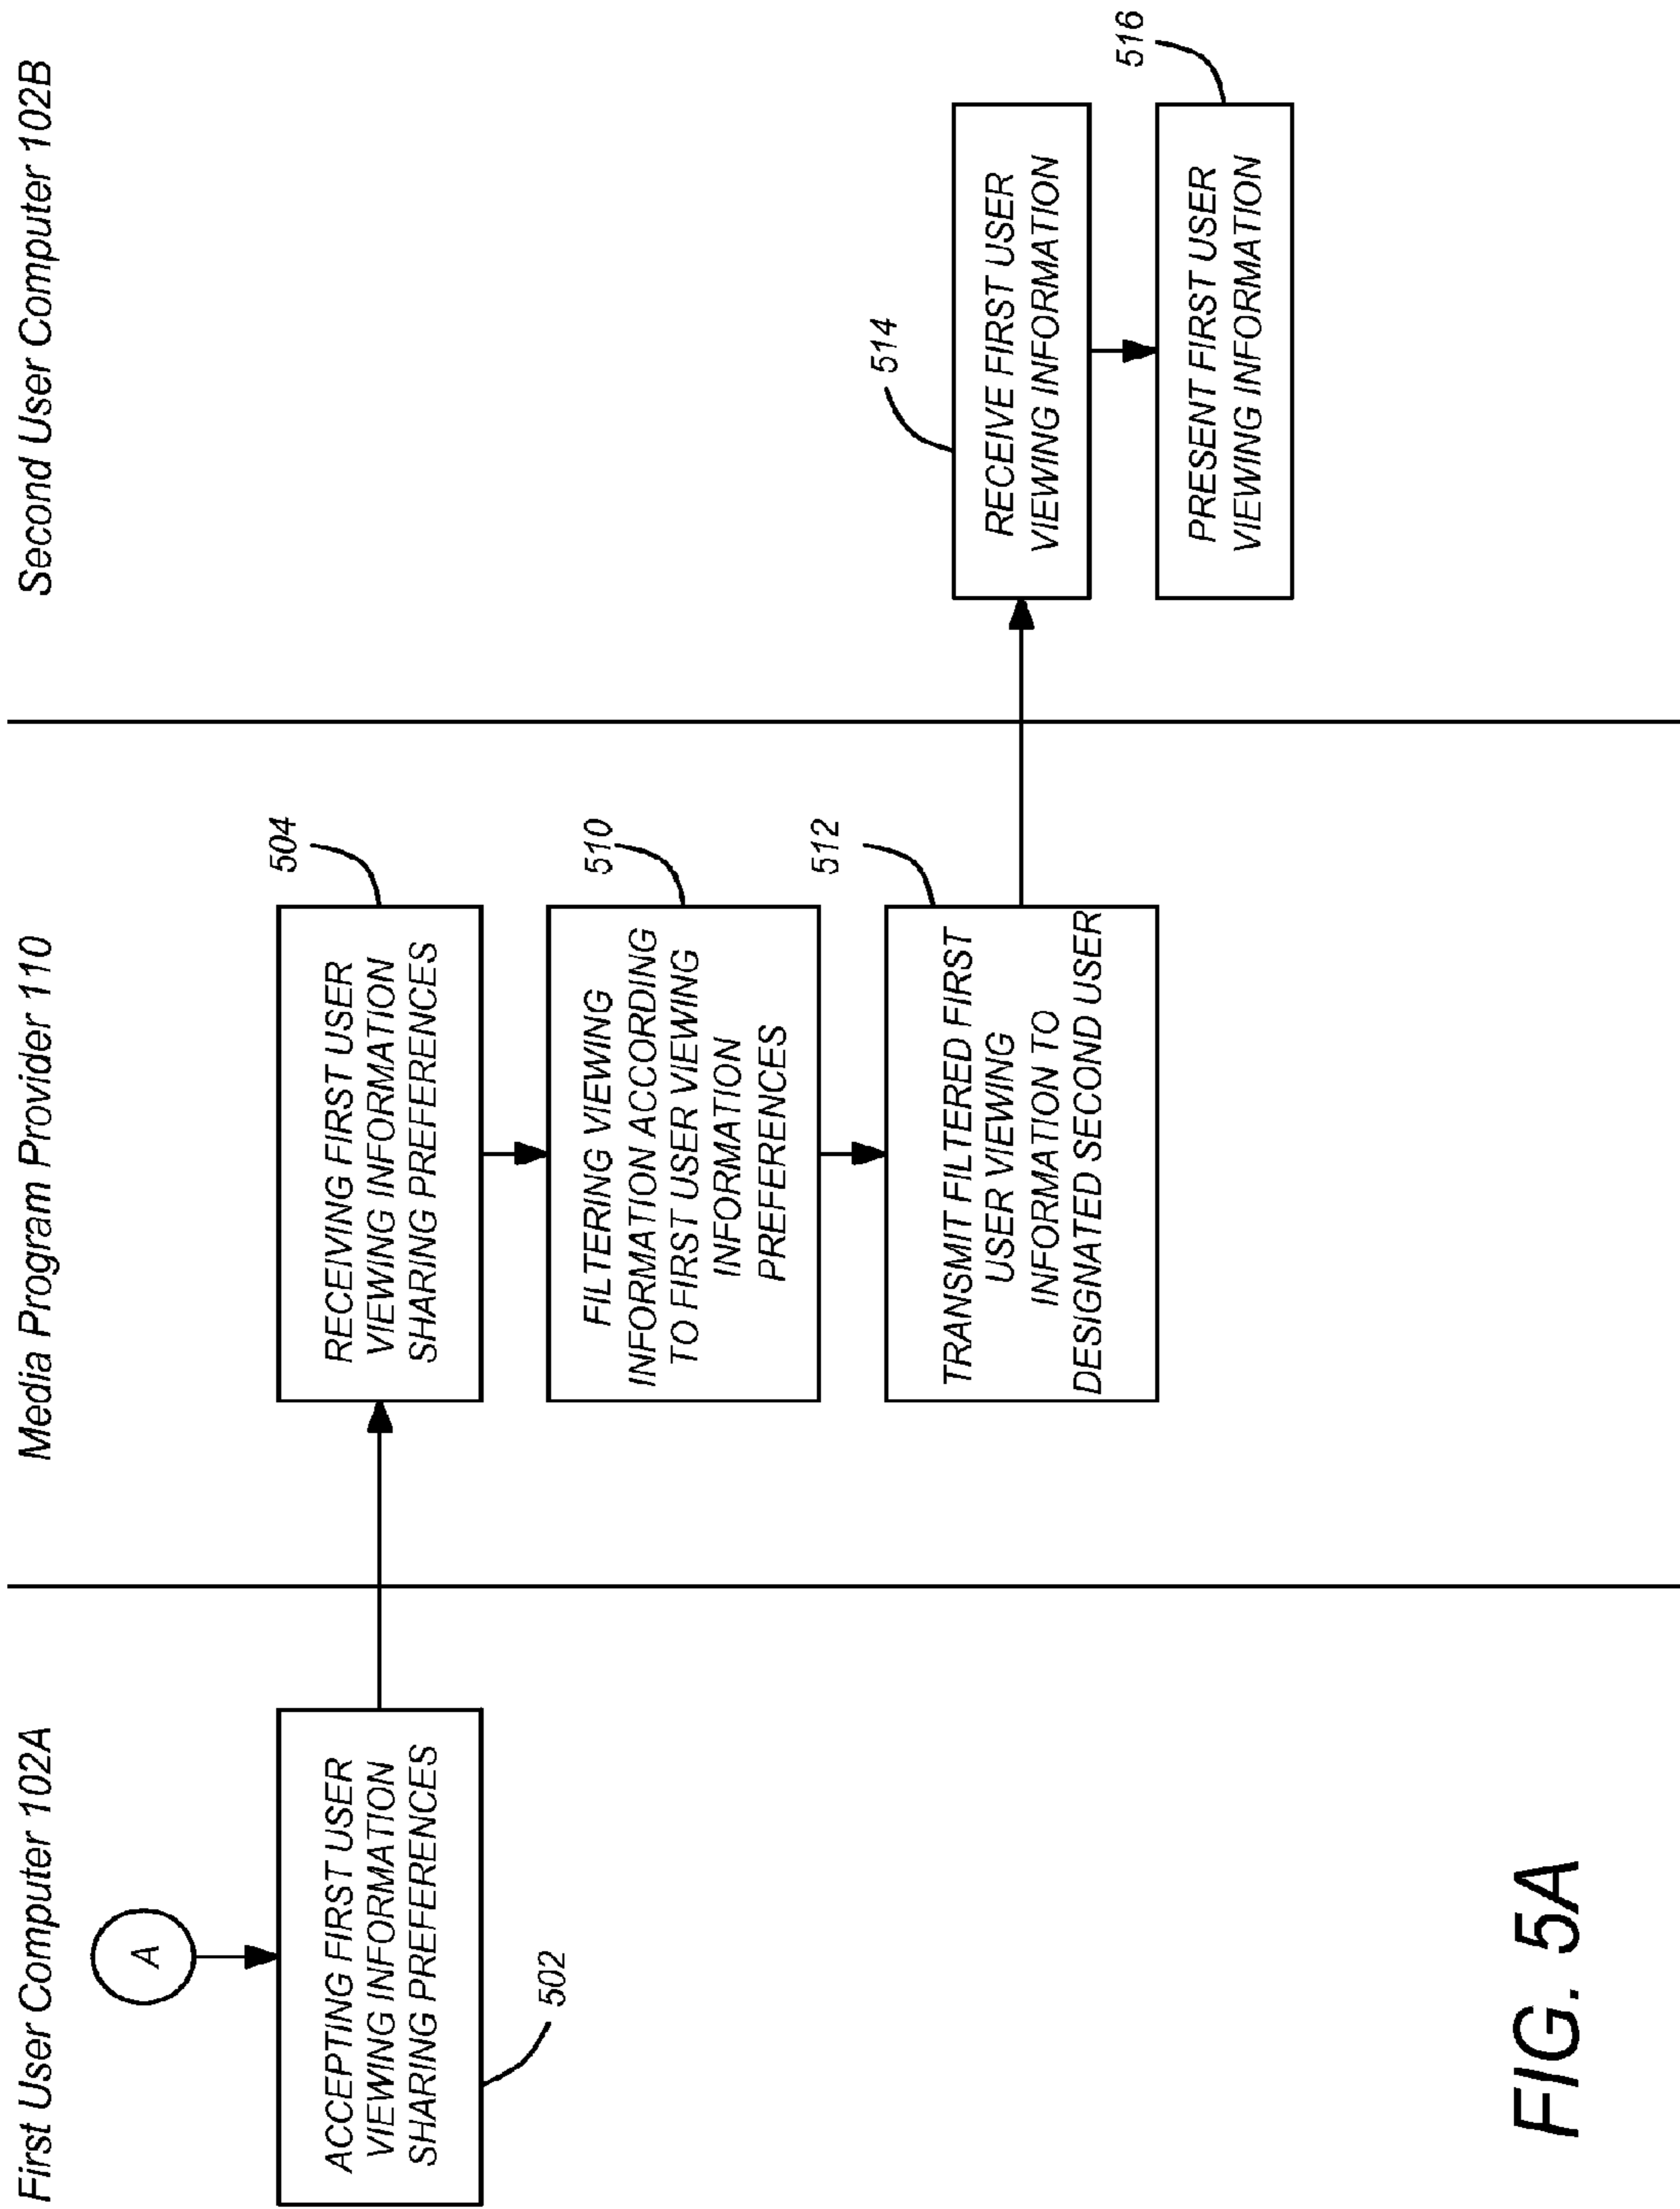 First User Computer 102A
Media Program Provider 110
Second User Computer 102B
A
ACCEPTING FIRST USER
VIEWING INFORMATION
SHARING PREFERENCES
502
504
RECEIVING FIRST USER
VIEWING INFORMATION
SHARING PREFERENCES
510
FILTERING VIEWING
INFORMATION ACCORDING
TO FIRST USER VIEWING
INFORMATION
PREFERENCES
512
TRANSMIT FILTERED FIRST
USER VIEWING
INFORMATION TO
DESIGNATED SECOND USER
514
RECEIVE FIRST USER
VIEWING INFORMATION
516
PRESENT FIRST USER
VIEWING INFORMATION
FIG. 5A